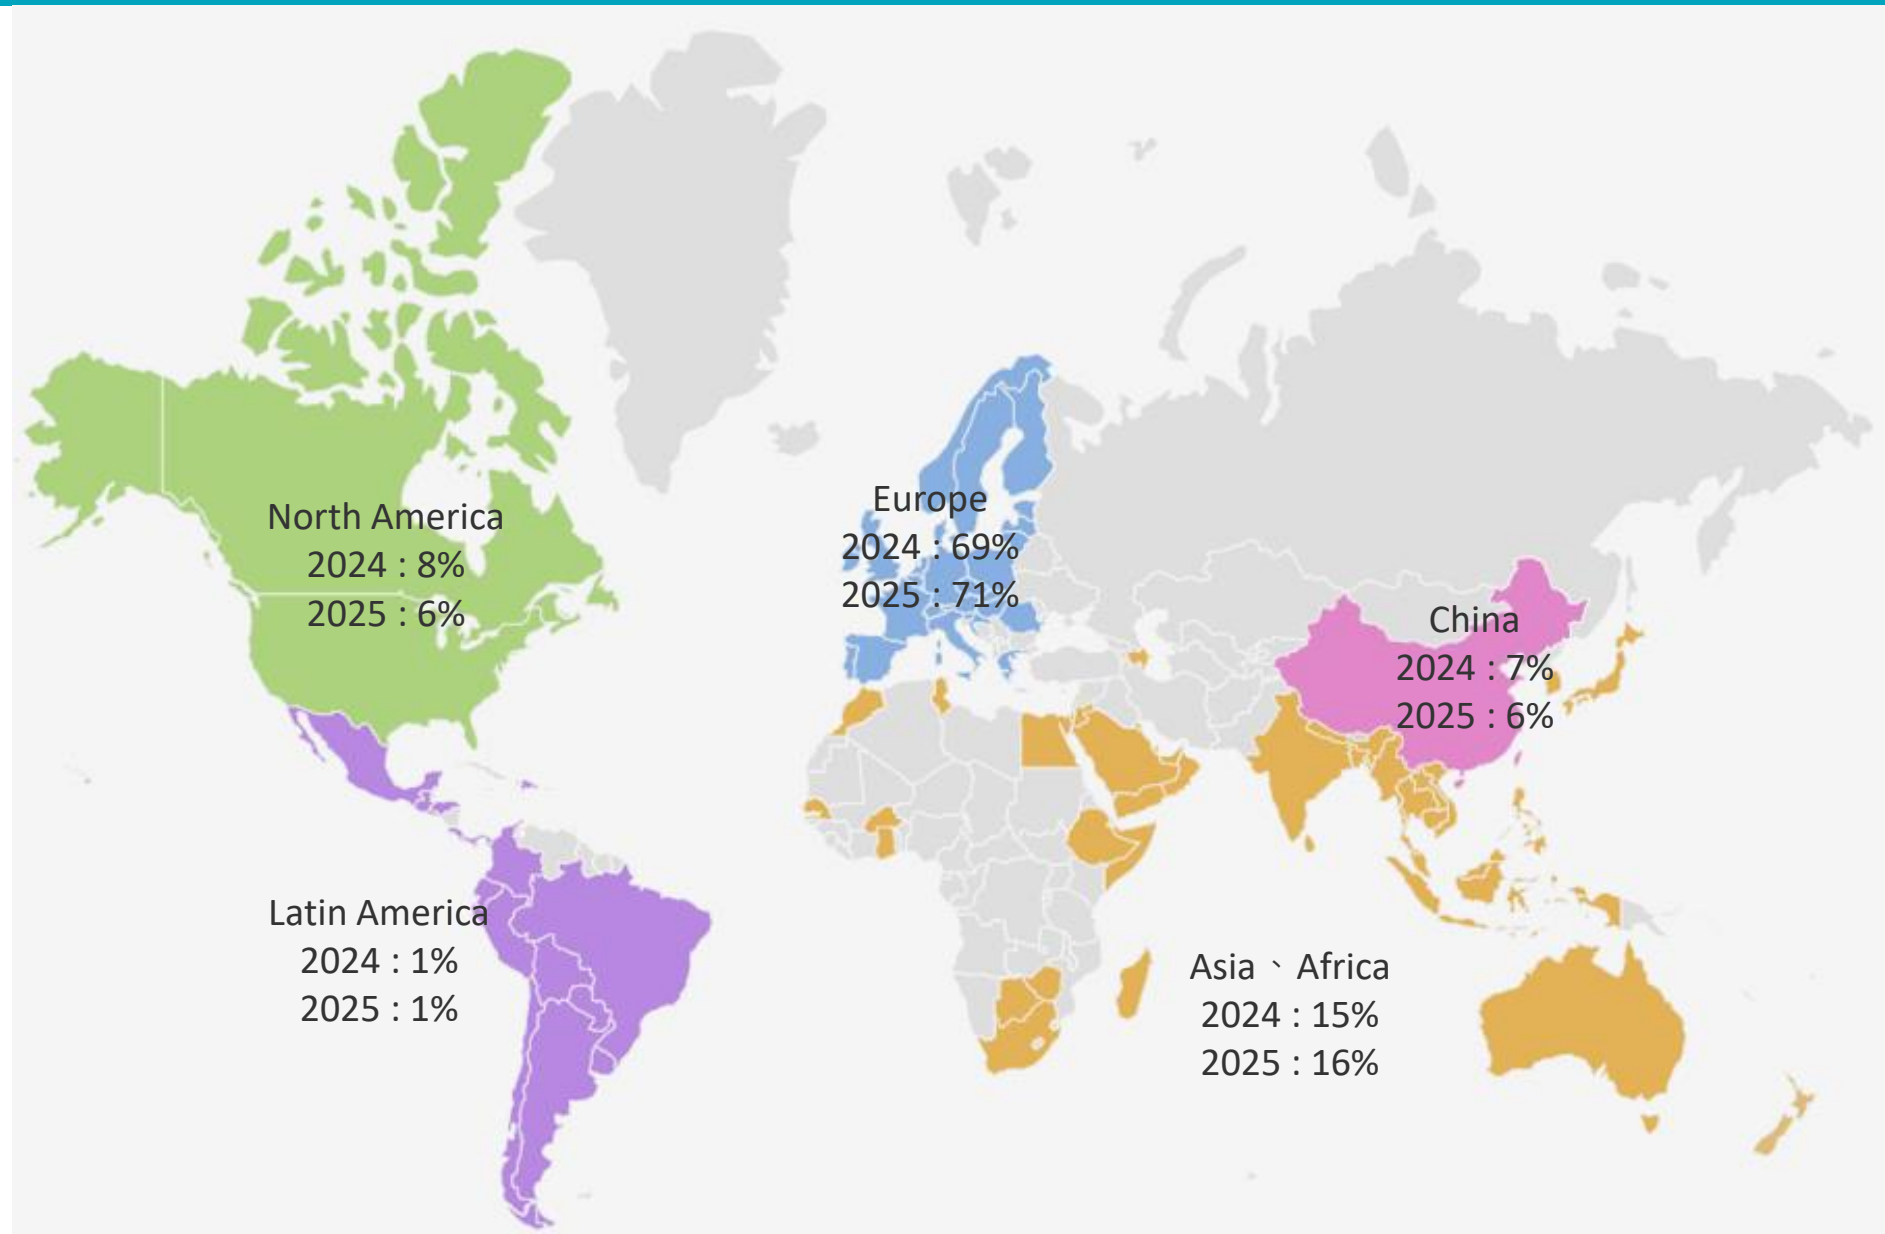 North America
2024 : 8%
2025 : 6%
Europe
2024 : 69%
2025 : 71%
China
2024 : 7%
2025 : 6%
Latin America
2024 : 1%
2025 : 1%
Asia、Africa
2024 : 15%
2025 : 16%